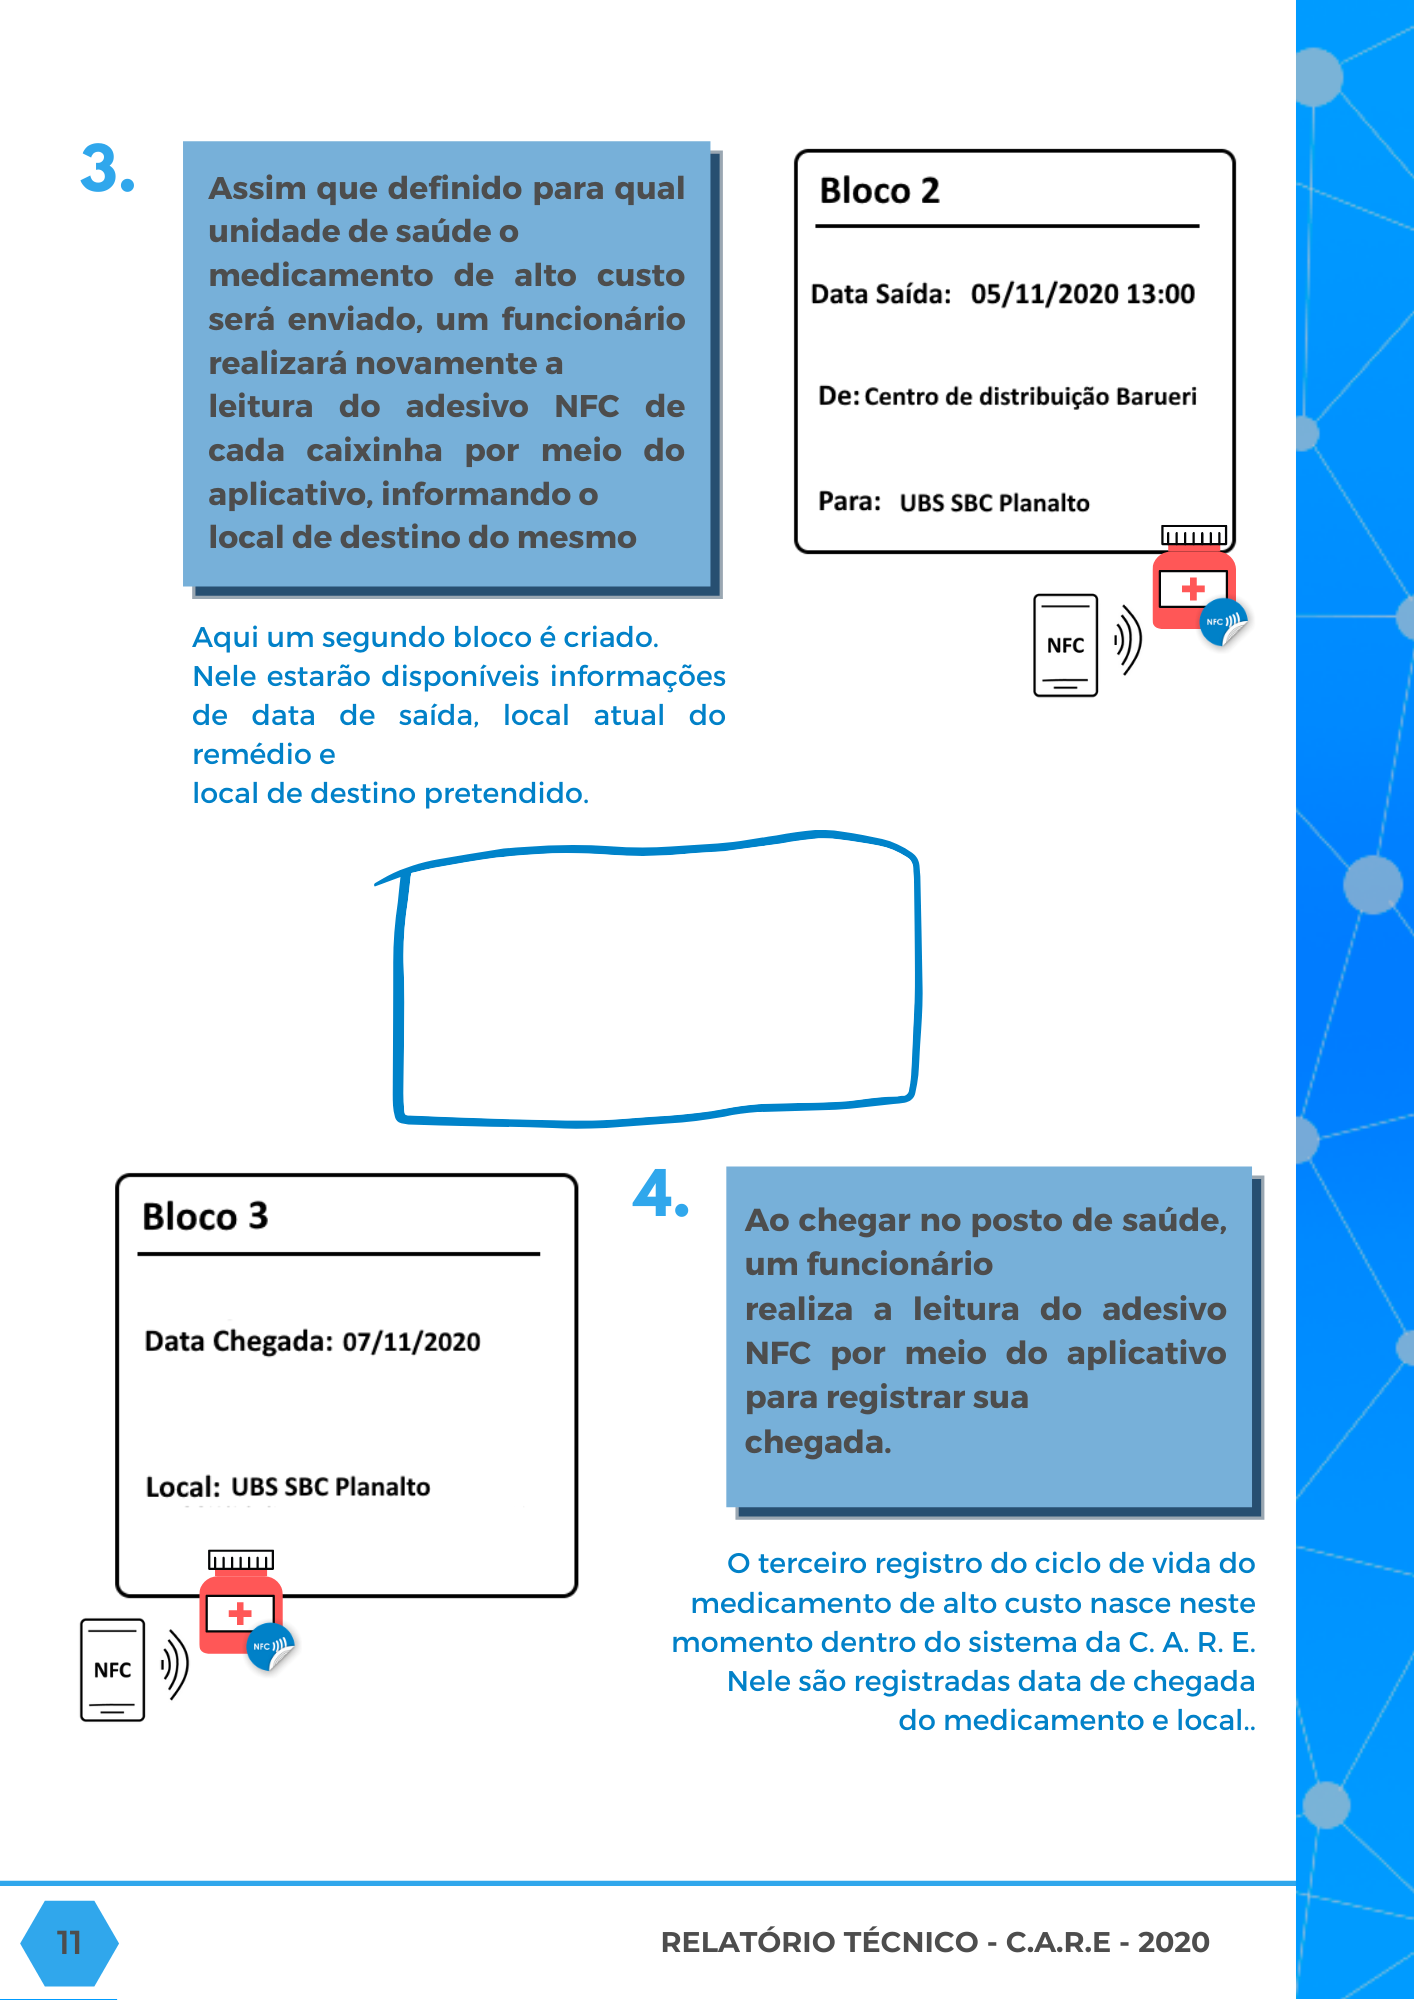 3.
Assim que definido para qual
unidade de saúde o
medicamento de alto custo
será enviado, um funcionário
realizará novamente a
leitura do adesivo NFC de
cada caixinha por meio do
aplicativo, informando o
local de destino do mesmo
Bloco 2
Data Saída: 05/11/2020 13:00
De: Centro de distribuição Barueri
Para: UBS SBC Planalto
NFC
NFC
Aqui um segundo bloco é criado.
Nele estarão disponíveis informações
de data de saída, local atual do
remédio e
local de destino pretendido.
Bloco 3
Data Chegada: 07/11/2020
Local: UBS SBC Planalto
NFC
NFC
4.
Ao chegar no posto de saúde,
um funcionário
realiza a leitura do adesivo
NFC por meio do aplicativo
para registrar sua
chegada.
O terceiro registro do ciclo de vida do
medicamento de alto custo nasce neste
momento dentro do sistema da C. A. R. E.
Nele são registradas data de chegada
do medicamento e local..
11
RELATÓRIO TÉCNICO - C.A.R.E - 2020